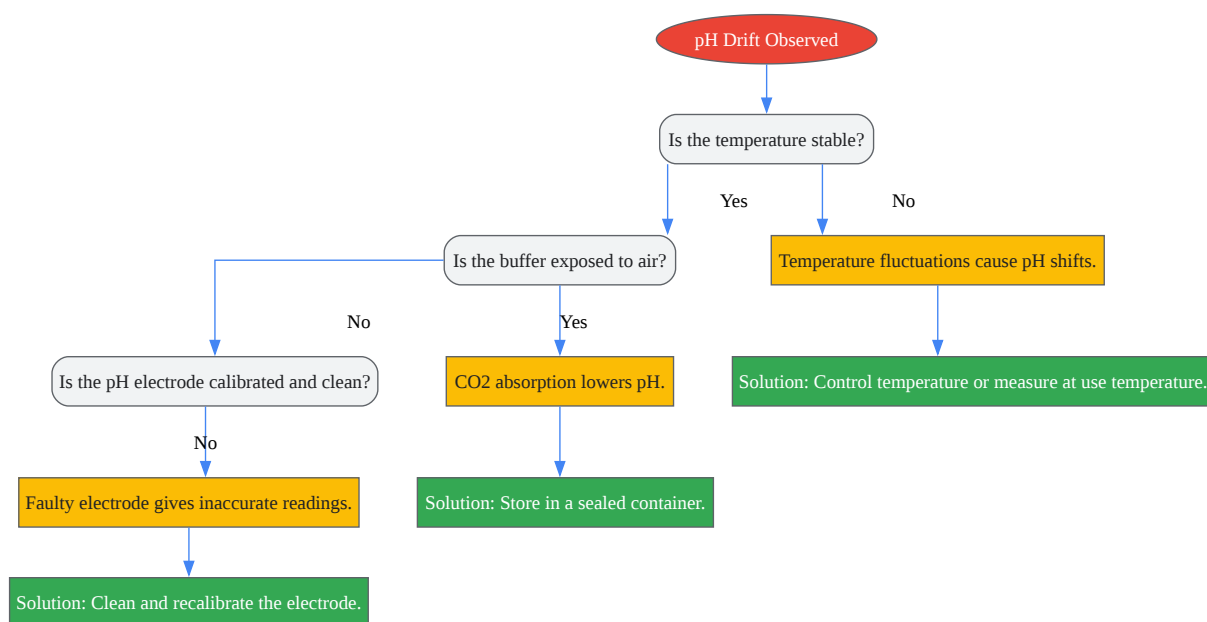 pH Drift Observed
Is the temperature stable?
Yes
No
Is the buffer exposed to air?
Temperature fluctuations cause pH shifts.
No
Yes
Is the pH electrode calibrated and clean?
CO2 absorption lowers pH.
Solution: Control temperature or measure at use temperature.
No
Faulty electrode gives inaccurate readings.
Solution: Store in a sealed container.
Solution: Clean and recalibrate the electrode.